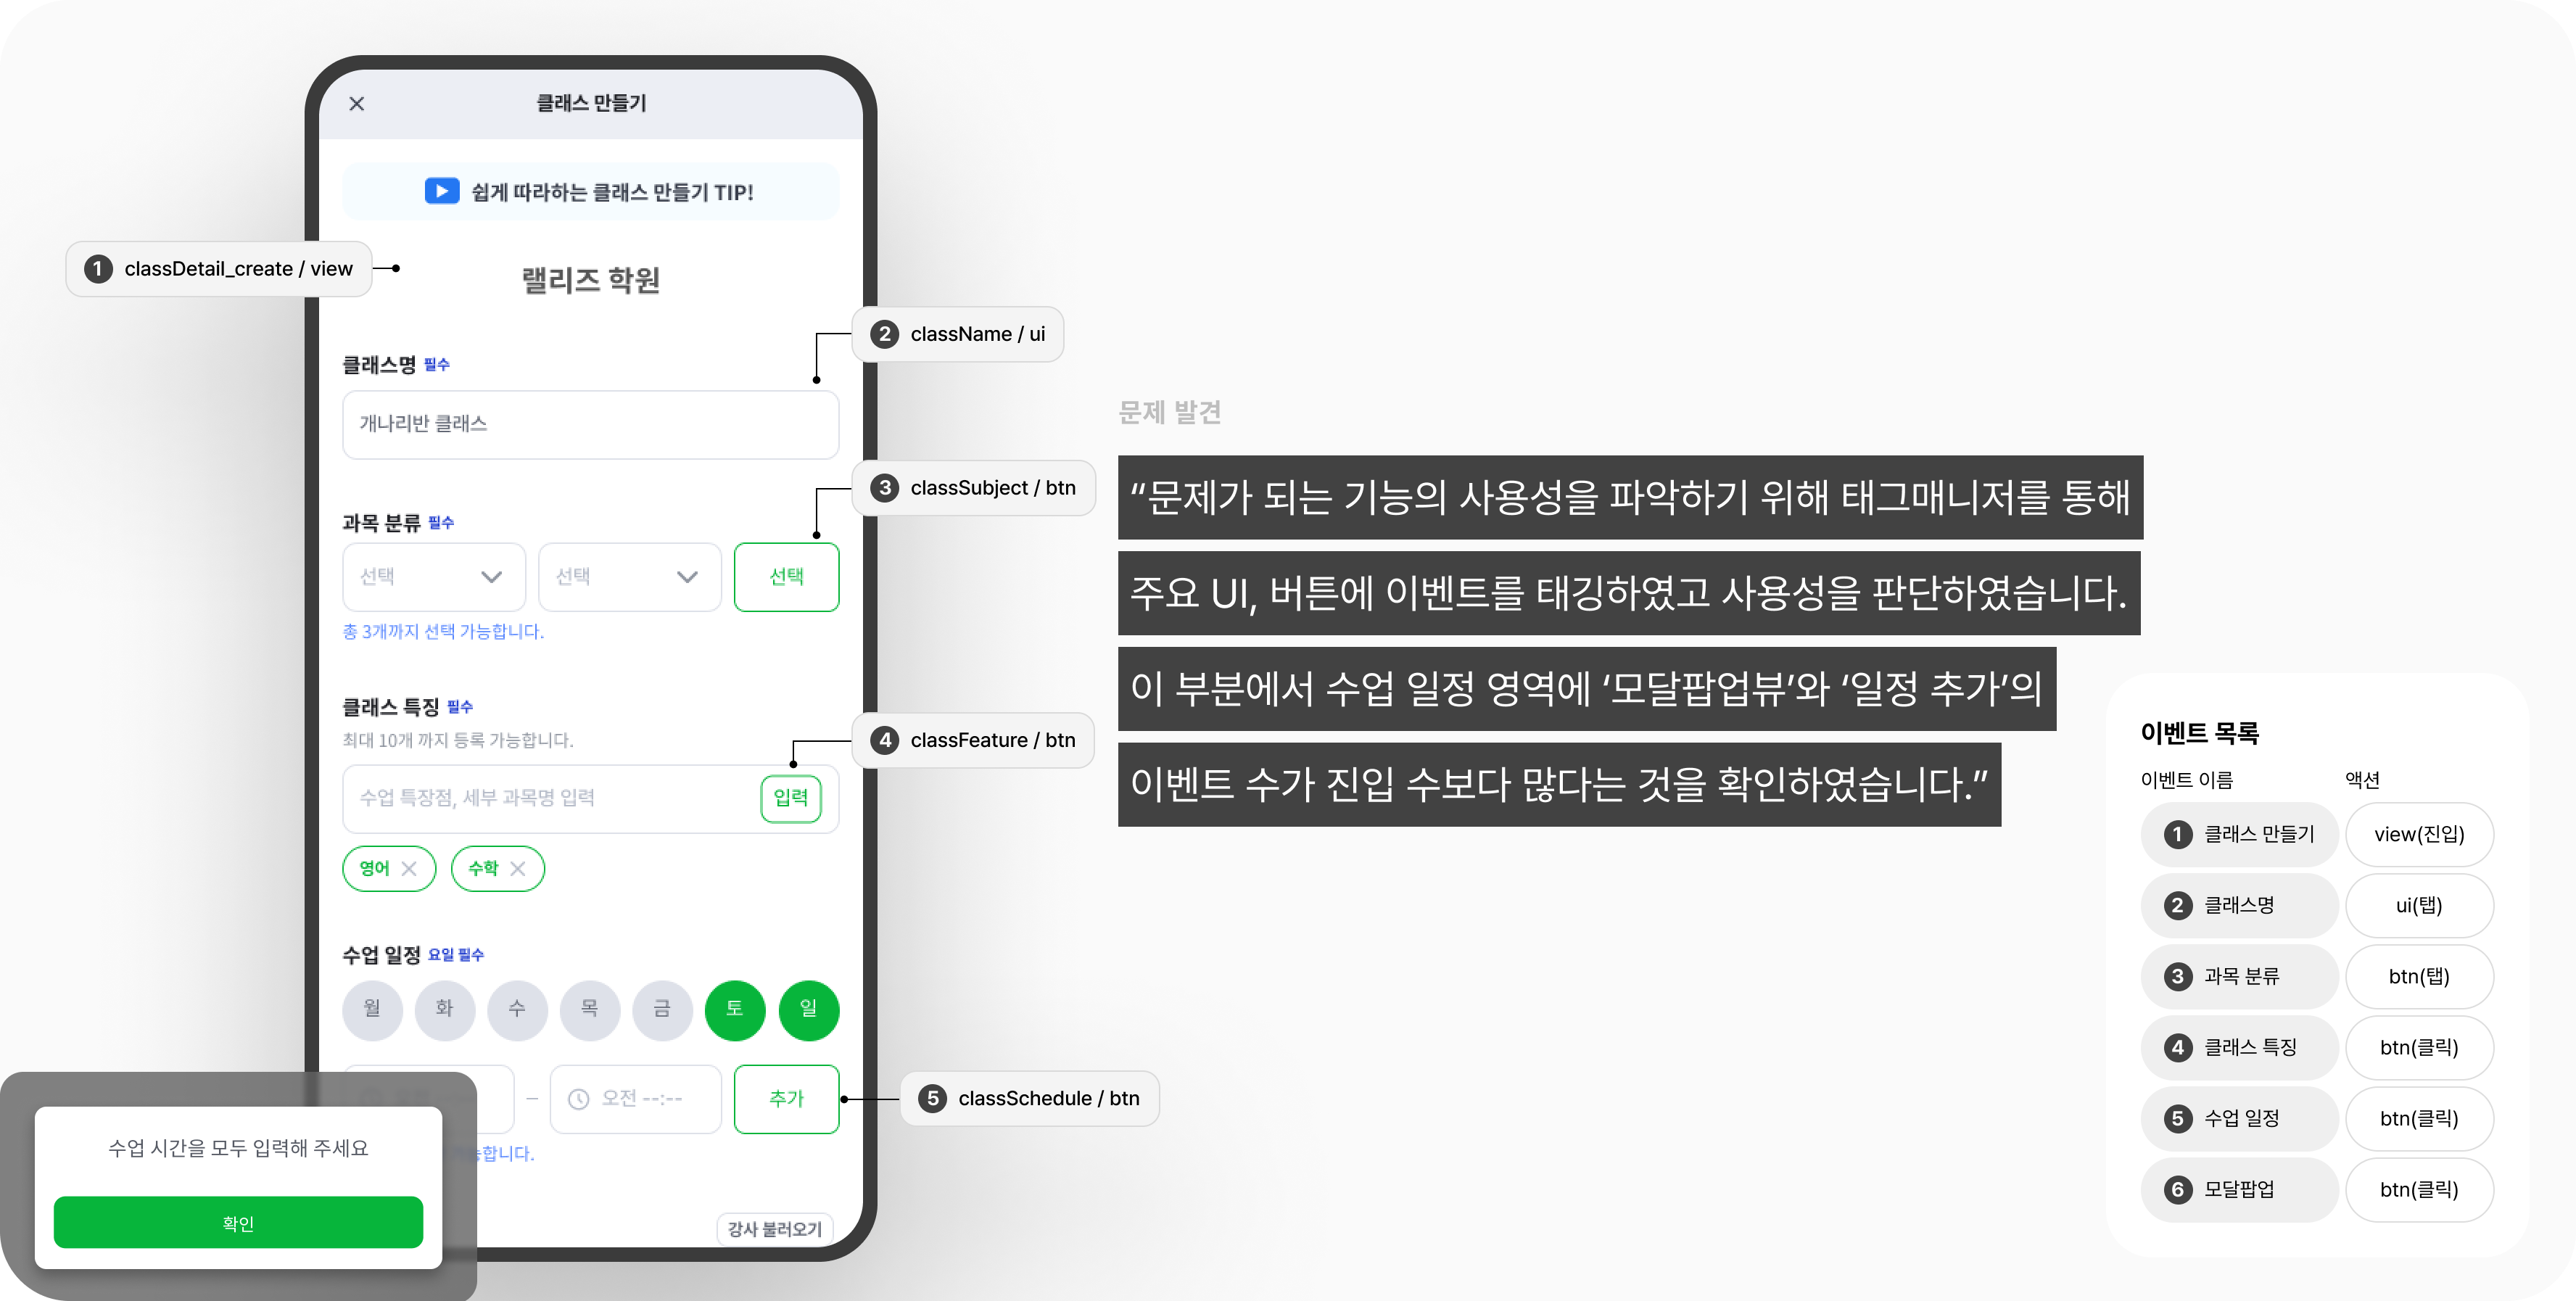 클래스 만들기
쉽게 따라하는 클래스 만들기 TIP!
1 classDetail_create / view
랠리즈 학원
2 className / ui
클래스명 필수
개나리반 클래스
3 classSubject / btn
과목 분류 필수
선택 선택 선택
총 3개까지 선택 가능합니다.
클래스 특징 필수
최대 10개 까지 등록 가능합니다.
4 classFeature / btn
수업 특장점, 세부 과목명 입력 입력
영어 수학
수업 일정 요일 필수
월 화 수 목 금 토 일
– 오전 --:-- 추가
5 classSchedule / btn
능합니다.
수업 시간을 모두 입력해 주세요
확인
강사 불러오기
문제 발견
“문제가 되는 기능의 사용성을 파악하기 위해 태그매니저를 통해
주요 UI, 버튼에 이벤트를 태깅하였고 사용성을 판단하였습니다.
이 부분에서 수업 일정 영역에 ‘모달팝업뷰’와 ‘일정 추가’의
이벤트 수가 진입 수보다 많다는 것을 확인하였습니다.”
이벤트 목록
이벤트 이름 액션
1 클래스 만들기 view(진입)
2 클래스명 ui(탭)
3 과목 분류 btn(탭)
4 클래스 특징 btn(클릭)
5 수업 일정 btn(클릭)
6 모달팝업 btn(클릭)